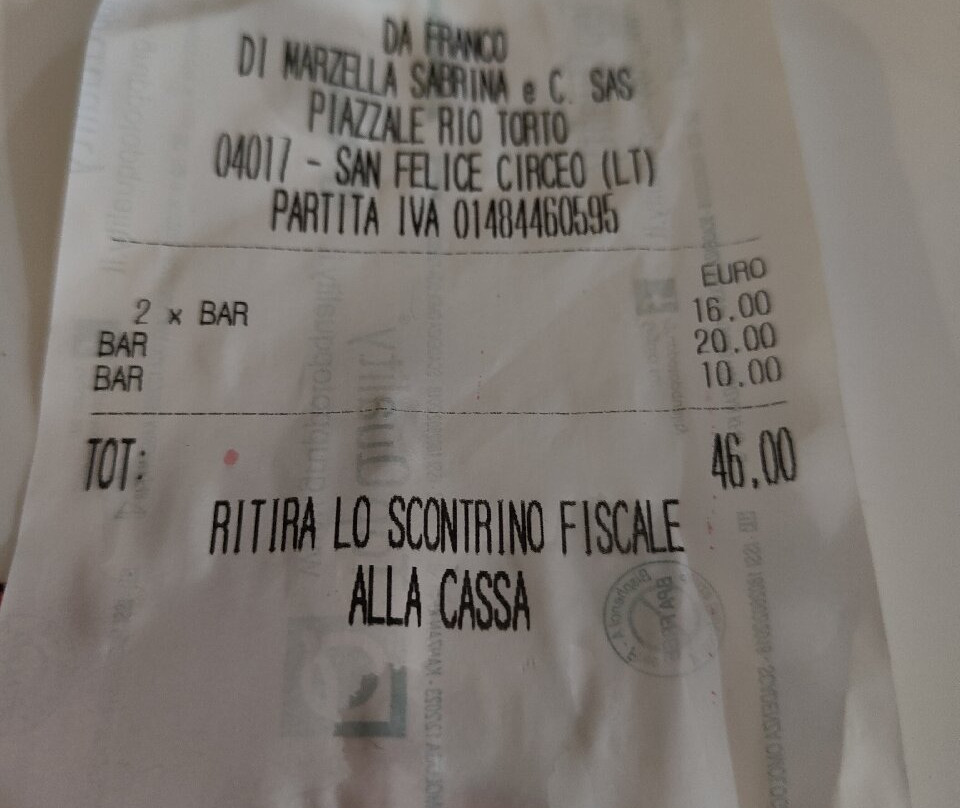 DA FRANCO
DI MARZELLA SABRINA e C. SAS
PIAZZALE RIO TORTO
04017 - SAN FELICE CIRCEO (LT)
PARTITA IVA 01484460595
EURO
2 x BAR 16.00
BAR 20.00
BAR 10.00
TOT: 46.00
RITIRA LO SCONTRINO FISCALE
ALLA CASSA